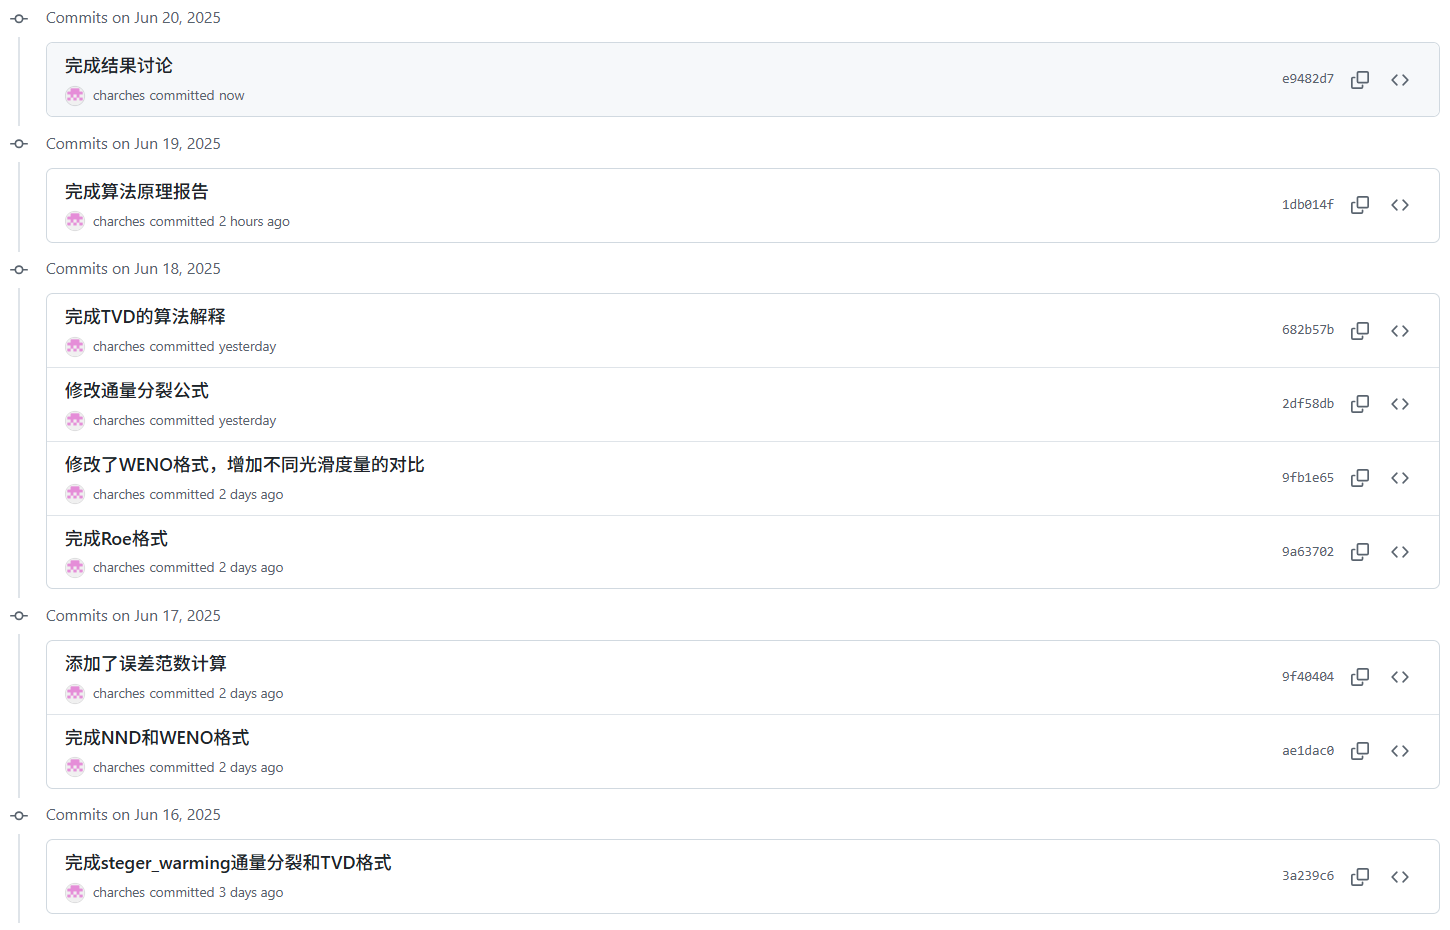 Commits on Jun 20, 2025
完成结果讨论
charches committed now
e9482d7
Commits on Jun 19, 2025
完成算法原理报告
charches committed 2 hours ago
1db014f
Commits on Jun 18, 2025
完成TVD的算法解释
charches committed yesterday
682b57b
修改通量分裂公式
charches committed yesterday
2df58db
修改了WENO格式，增加不同光滑度量的对比
charches committed 2 days ago
9fb1e65
完成Roe格式
charches committed 2 days ago
9a63702
Commits on Jun 17, 2025
添加了误差范数计算
charches committed 2 days ago
9f40404
完成NND和WENO格式
charches committed 2 days ago
ae1dac0
Commits on Jun 16, 2025
完成steger_warming通量分裂和TVD格式
charches committed 3 days ago
3a239c6